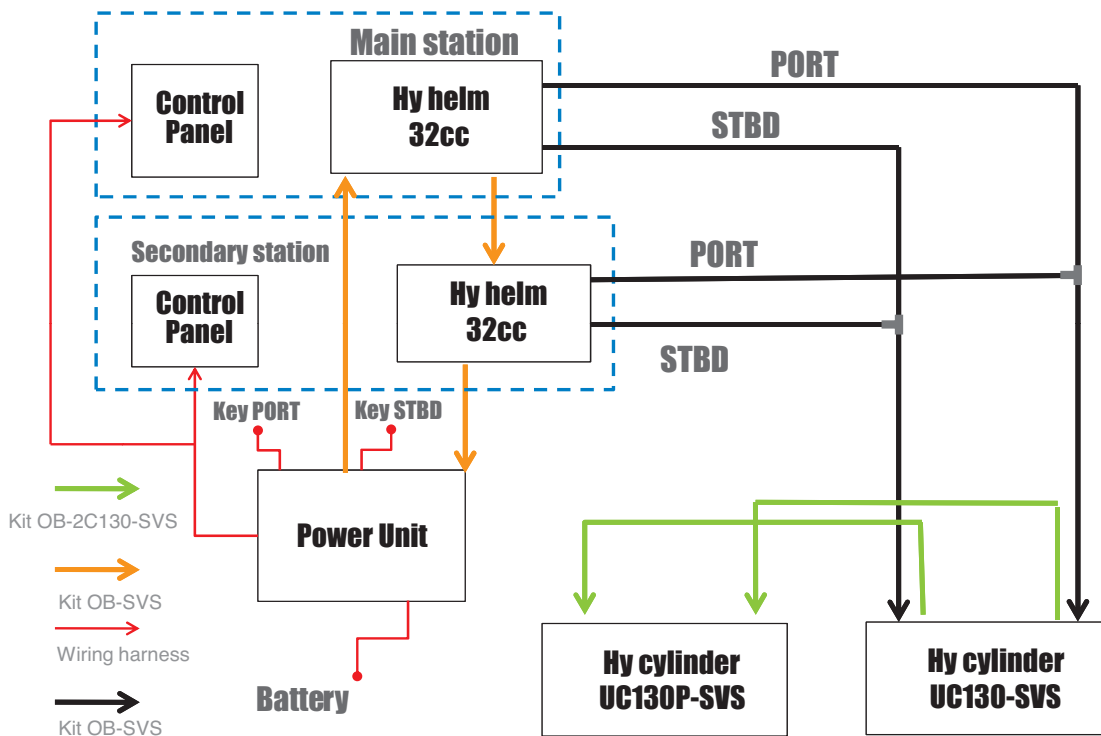 Main station
Control
Panel
Hy helm
32cc
PORT
STBD
Secondary station
Control
Panel
Hy helm
32cc
PORT
STBD
Key PORT
Key STBD
Power Unit
Battery
Kit OB-2C130-SVS
Kit OB-SVS
Wiring harness
Kit OB-SVS
Hy cylinder
UC130P-SVS
Hy cylinder
UC130-SVS